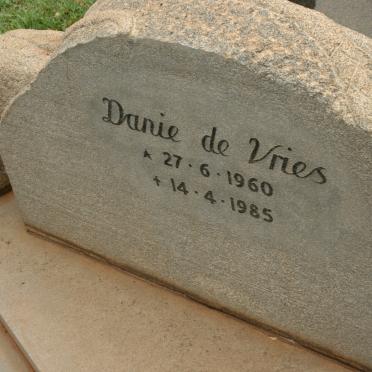 Danie de Vries
* 27·6·1960
+ 14·4·1985